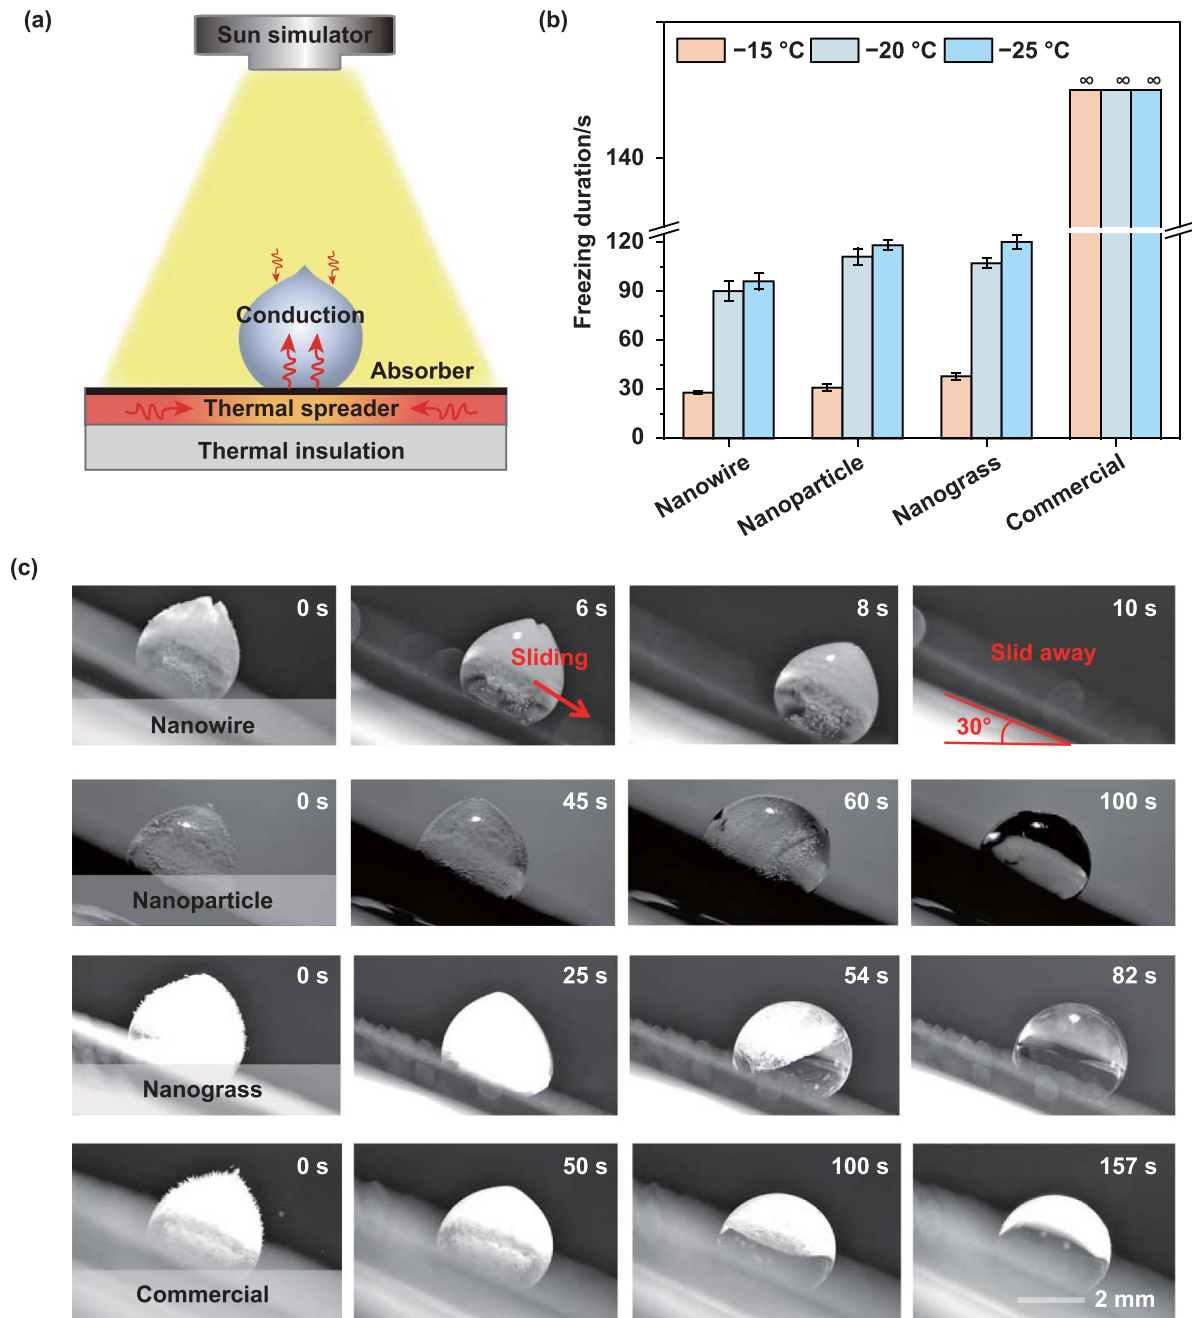 (a)
Sun simulator
Conduction
Absorber
Thermal spreader
Thermal insulation
(b)
−15 °C −20 °C −25 °C
∞ ∞ ∞
Freezing duration/s
140
120
90
60
30
0
Nanowire
Nanoparticle
Nanograss
Commercial
(c)
0 s
Nanowire
6 s
Sliding
8 s
10 s
Slid away
30°
0 s
Nanoparticle
45 s
60 s
100 s
0 s
Nanograss
25 s
54 s
82 s
0 s
Commercial
50 s
100 s
157 s
2 mm